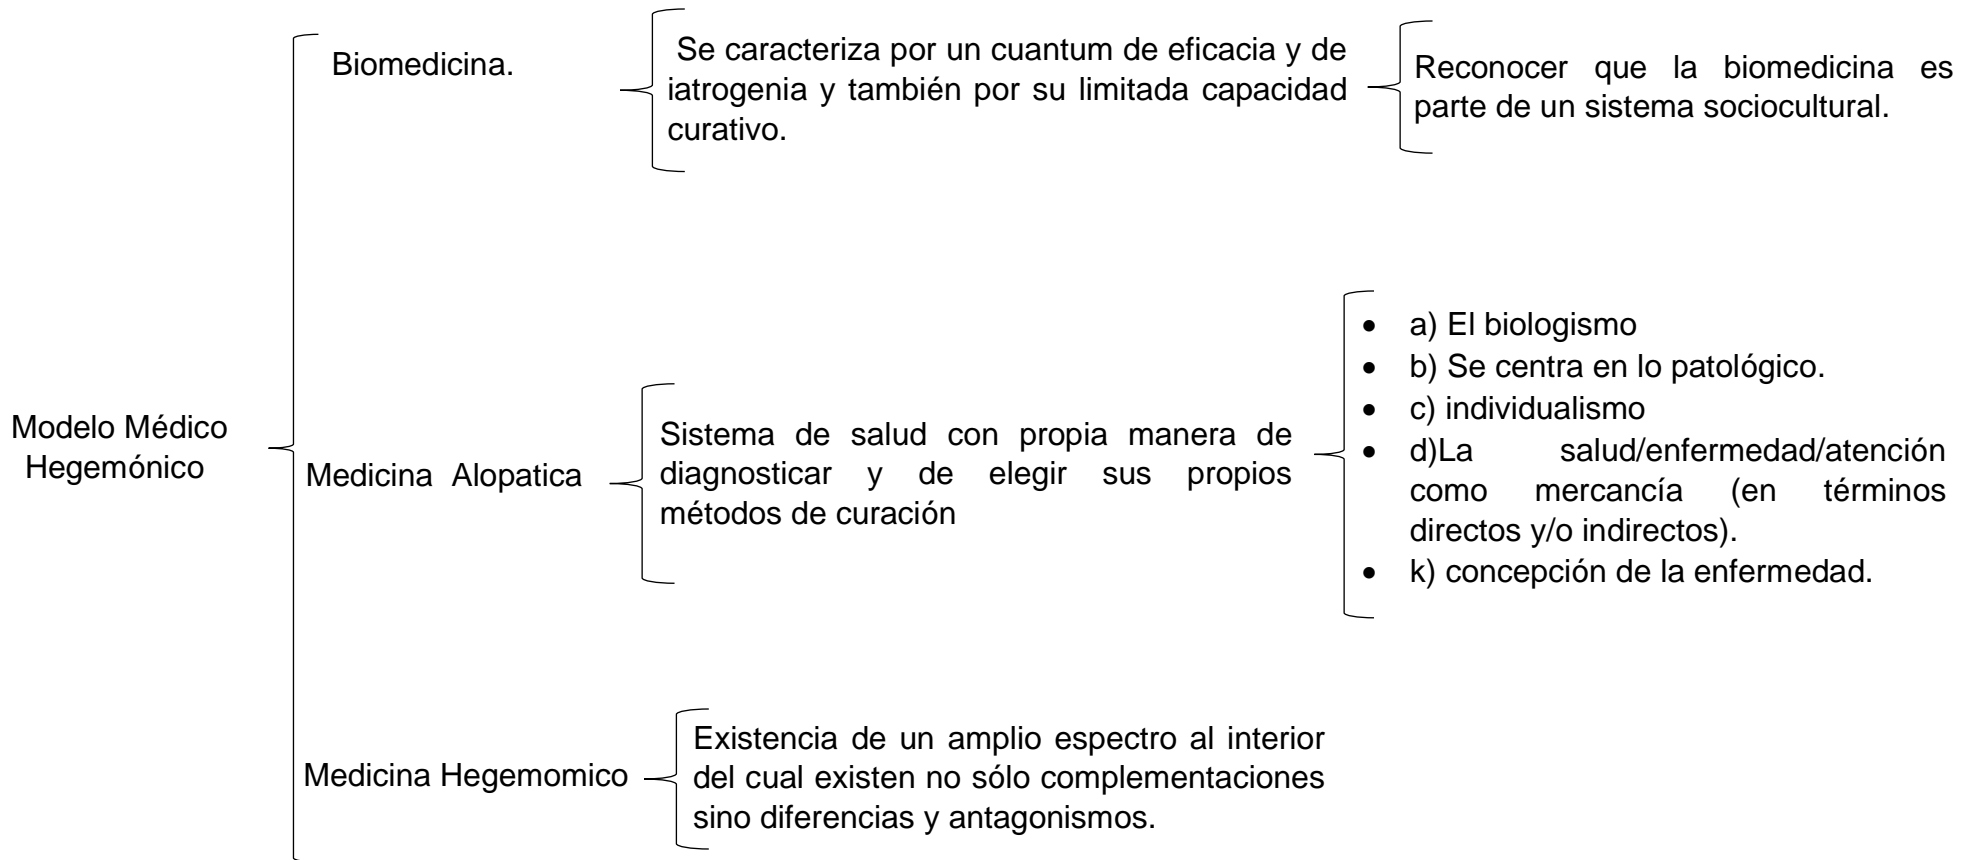 Modelo Médico
Hegemónico
Biomedicina.
Se caracteriza por un cuantum de eficacia y de
iatrogenia y también por su limitada capacidad
curativo.
Reconocer que la biomedicina es
parte de un sistema sociocultural.
Medicina Alopatica
Sistema de salud con propia manera de
diagnosticar y de elegir sus propios
métodos de curación
• a) El biologismo
• b) Se centra en lo patológico.
• c) individualismo
• d)La salud/enfermedad/atención
como mercancía (en términos
directos y/o indirectos).
• k) concepción de la enfermedad.
Medicina Hegemomico
Existencia de un amplio espectro al interior
del cual existen no sólo complementaciones
sino diferencias y antagonismos.